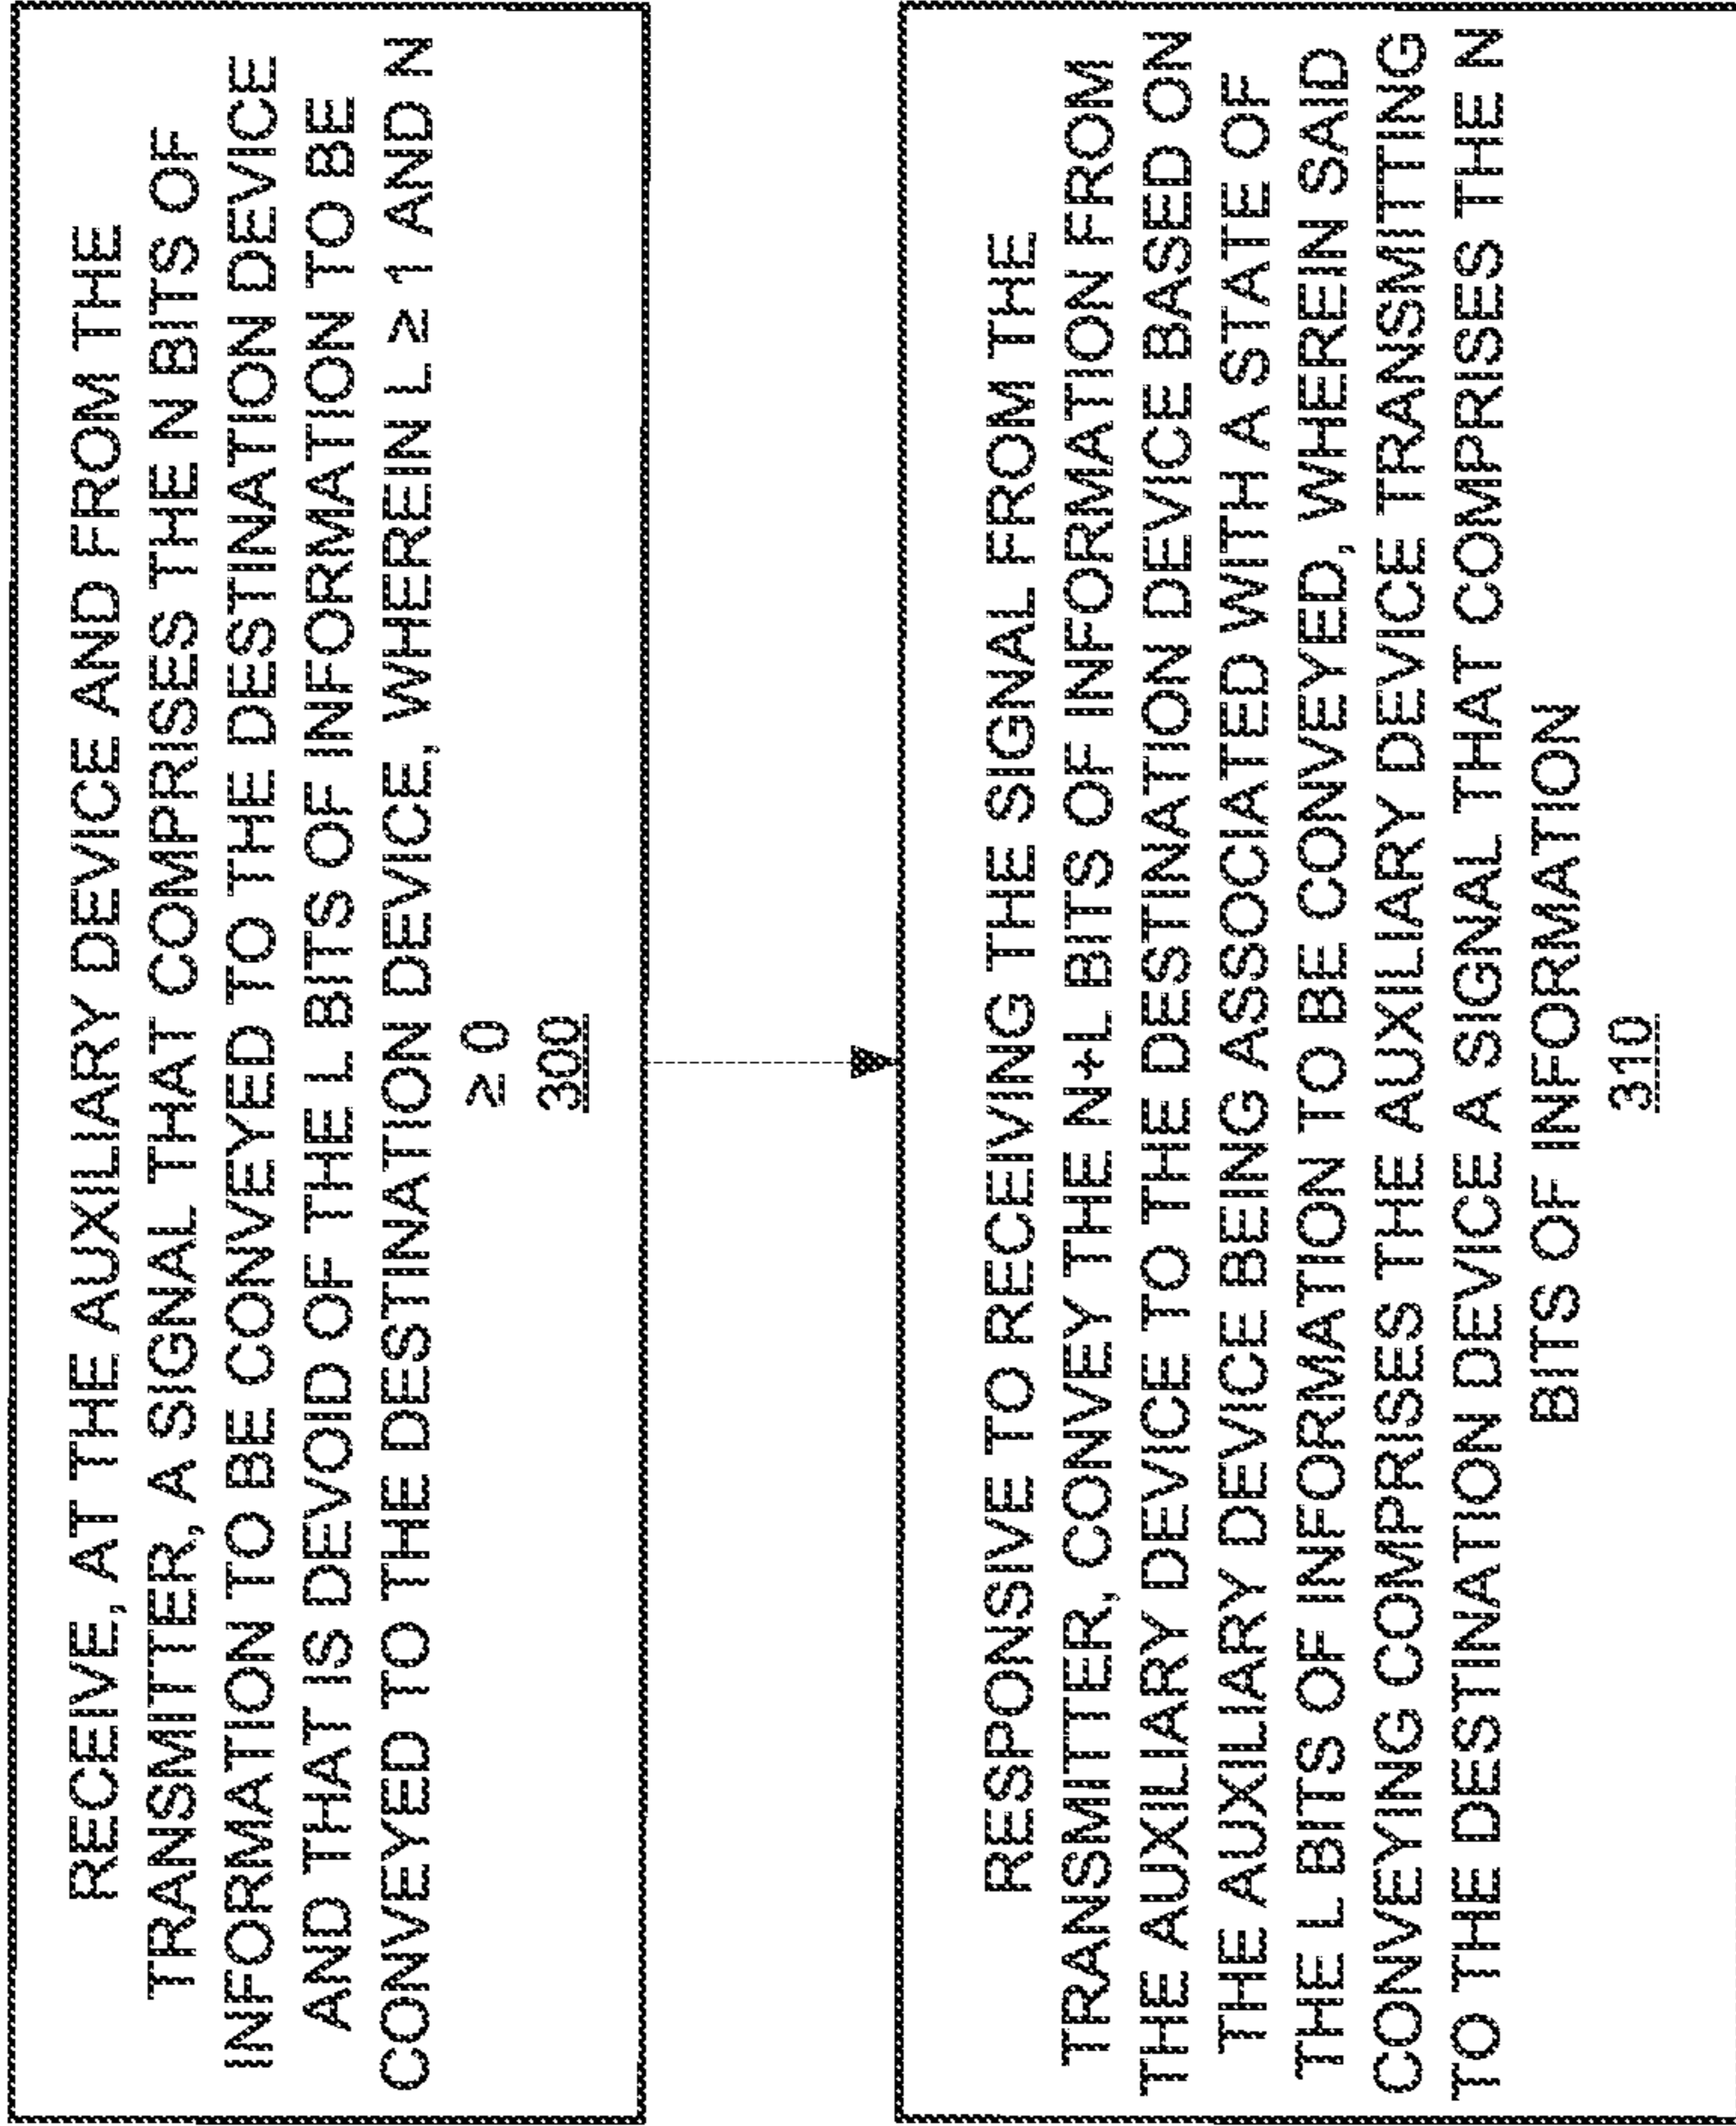 RECEIVE, AT THE AUXILIARY DEVICE AND FROM THE
TRANSMITTER, A SIGNAL THAT COMPRISES THE N BITS OF
INFORMATION TO BE CONVEYED TO THE DESTINATION DEVICE
AND THAT IS DEVOID OF THE L BITS OF INFORMATION TO BE
CONVEYED TO THE DESTINATION DEVICE, WHEREIN L ≥ 1 AND N
≥ 0
300
RESPONSIVE TO RECEIVING THE SIGNAL FROM THE
TRANSMITTER, CONVEY THE N+L BITS OF INFORMATION FROM
THE AUXILIARY DEVICE TO THE DESTINATION DEVICE BASED ON
THE AUXILIARY DEVICE BEING ASSOCIATED WITH A STATE OF
THE L BITS OF INFORMATION TO BE CONVEYED, WHEREIN SAID
CONVEYING COMPRISES THE AUXILIARY DEVICE TRANSMITTING
TO THE DESTINATION DEVICE A SIGNAL THAT COMPRISES THE N
BITS OF INFORMATION
310